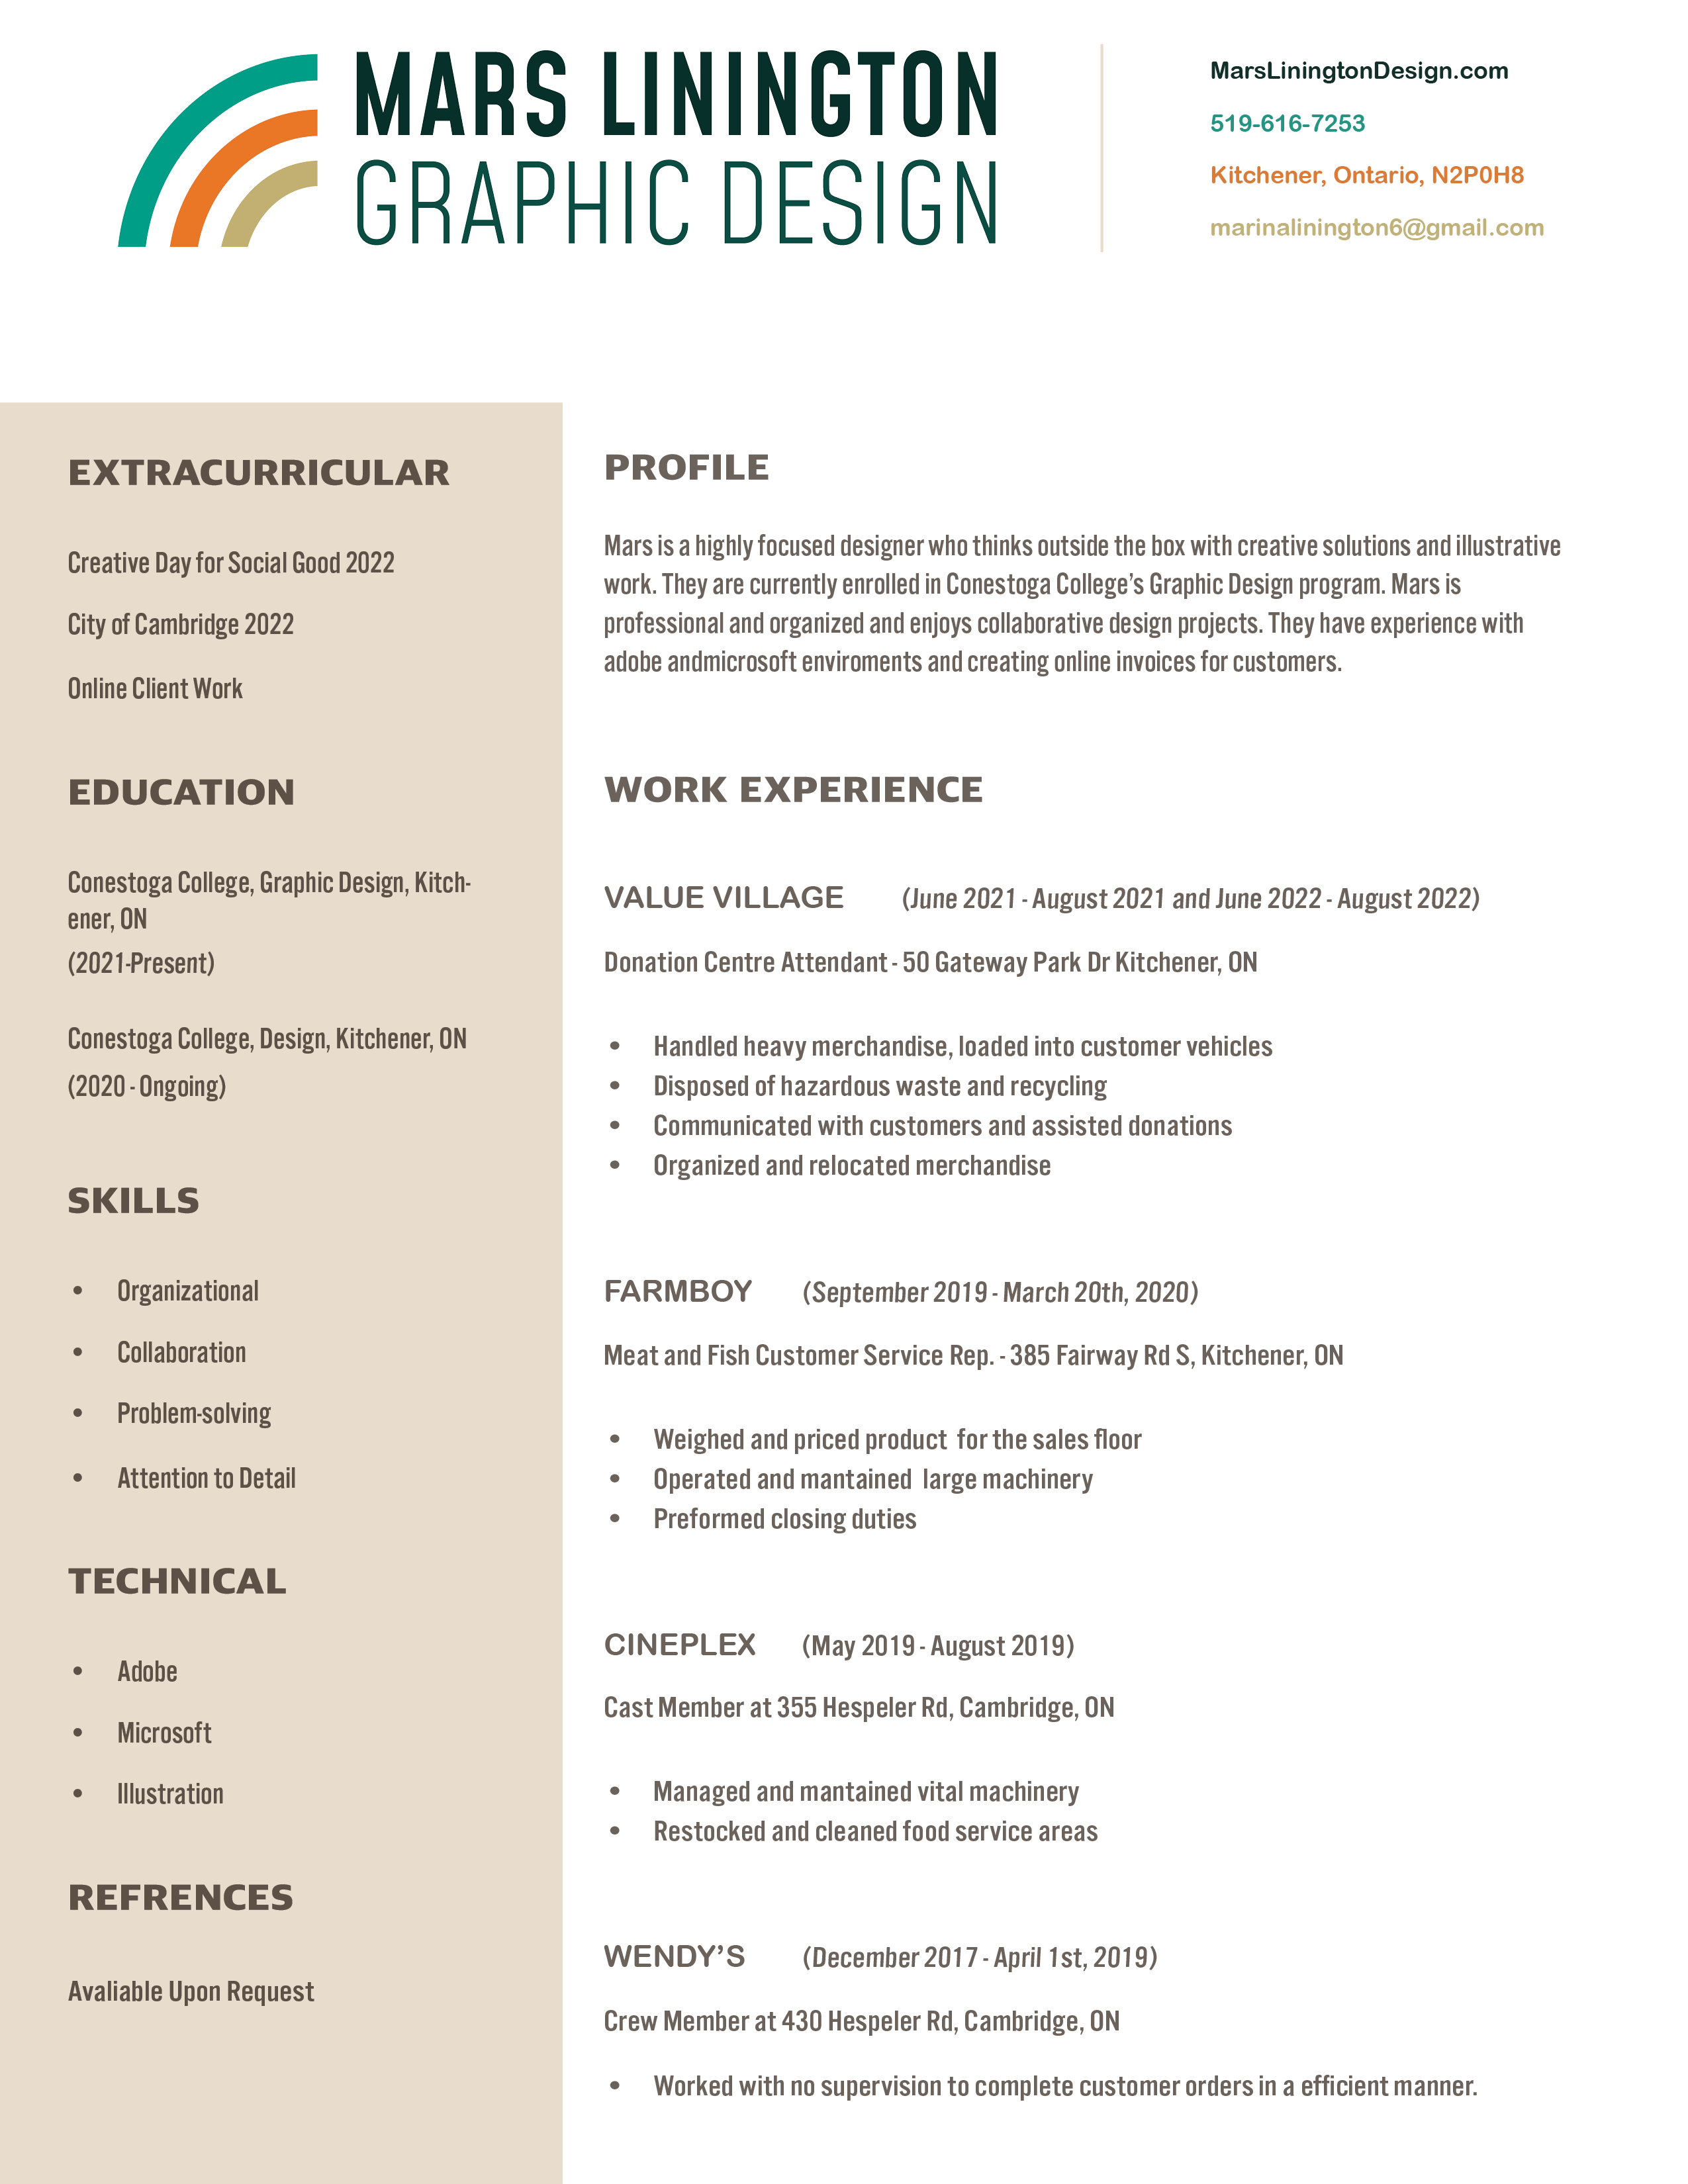 MARS LININGTON
GRAPHIC DESIGN
MarsLiningtonDesign.com
519-616-7253
Kitchener, Ontario, N2P0H8
marinalinington6@gmail.com
EXTRACURRICULAR
Creative Day for Social Good 2022
City of Cambridge 2022
Online Client Work
EDUCATION
Conestoga College, Graphic Design, Kitch-
ener, ON
(2021-Present)
Conestoga College, Design, Kitchener, ON
(2020 - Ongoing)
SKILLS
• Organizational
• Collaboration
• Problem-solving
• Attention to Detail
TECHNICAL
• Adobe
• Microsoft
• Illustration
REFRENCES
Avaliable Upon Request
PROFILE
Mars is a highly focused designer who thinks outside the box with creative solutions and illustrative
work. They are currently enrolled in Conestoga College’s Graphic Design program. Mars is
professional and organized and enjoys collaborative design projects. They have experience with
adobe andmicrosoft enviroments and creating online invoices for customers.
WORK EXPERIENCE
VALUE VILLAGE (June 2021 - August 2021 and June 2022 - August 2022)
Donation Centre Attendant - 50 Gateway Park Dr Kitchener, ON
• Handled heavy merchandise, loaded into customer vehicles
• Disposed of hazardous waste and recycling
• Communicated with customers and assisted donations
• Organized and relocated merchandise
FARMBOY (September 2019 - March 20th, 2020)
Meat and Fish Customer Service Rep. - 385 Fairway Rd S, Kitchener, ON
• Weighed and priced product for the sales floor
• Operated and mantained large machinery
• Preformed closing duties
CINEPLEX (May 2019 - August 2019)
Cast Member at 355 Hespeler Rd, Cambridge, ON
• Managed and mantained vital machinery
• Restocked and cleaned food service areas
WENDY’S (December 2017 - April 1st, 2019)
Crew Member at 430 Hespeler Rd, Cambridge, ON
• Worked with no supervision to complete customer orders in a efficient manner.